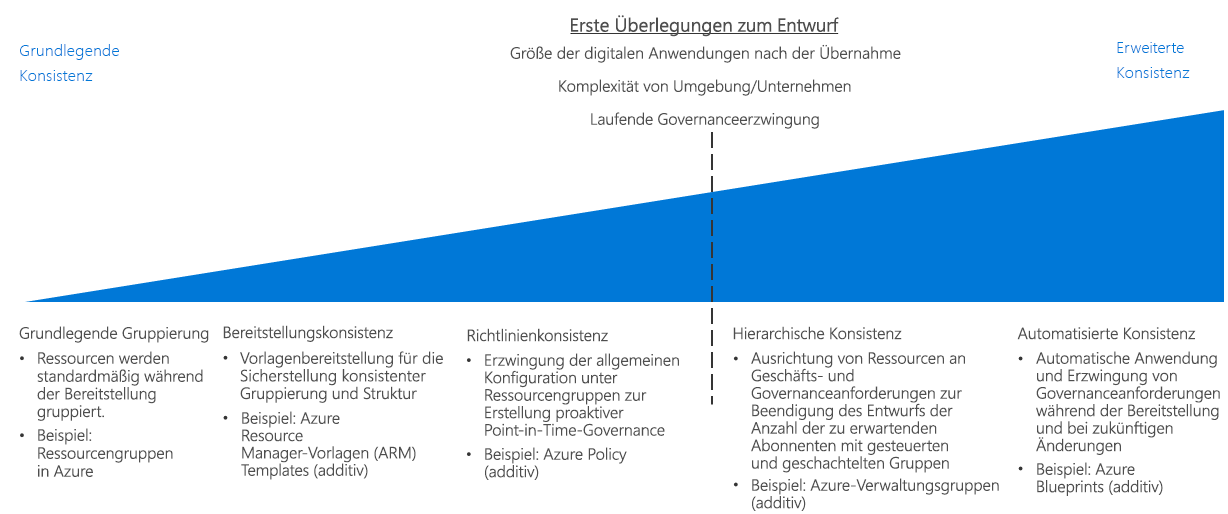 Erste Überlegungen zum Entwurf
Größe der digitalen Anwendungen nach der Übernahme
Komplexität von Umgebung/Unternehmen
Laufende Governanceerzwingung
Grundlegende
Konsistenz
Erweiterte
Konsistenz
Grundlegende Gruppierung
• Ressourcen werden
standardmäßig während
der Bereitstellung
gruppiert.
• Beispiel:
Ressourcengruppen
in Azure
Bereitstellungskonsistenz
• Vorlagenbereitstellung für die
Sicherstellung konsistenter
Gruppierung und Struktur
• Beispiel: Azure
Resource
Manager-Vorlagen (ARM)
Templates (additiv)
Richtlinienkonsistenz
• Erzwingung der allgemeinen
Konfiguration unter
Ressourcengruppen zur
Erstellung proaktiver
Point-in-Time-Governance
• Beispiel: Azure Policy
(additiv)
Hierarchische Konsistenz
• Ausrichtung von Ressourcen an
Geschäfts- und
Governanceanforderungen zur
Beendigung des Entwurfs der
Anzahl der zu erwartenden
Abonnenten mit gesteuerten
und geschachtelten Gruppen
• Beispiel: Azure-Verwaltungsgruppen
(additiv)
Automatisierte Konsistenz
• Automatische Anwendung
und Erzwingung von
Governanceanforderungen
während der Bereitstellung
und bei zukünftigen
Änderungen
• Beispiel: Azure
Blueprints (additiv)